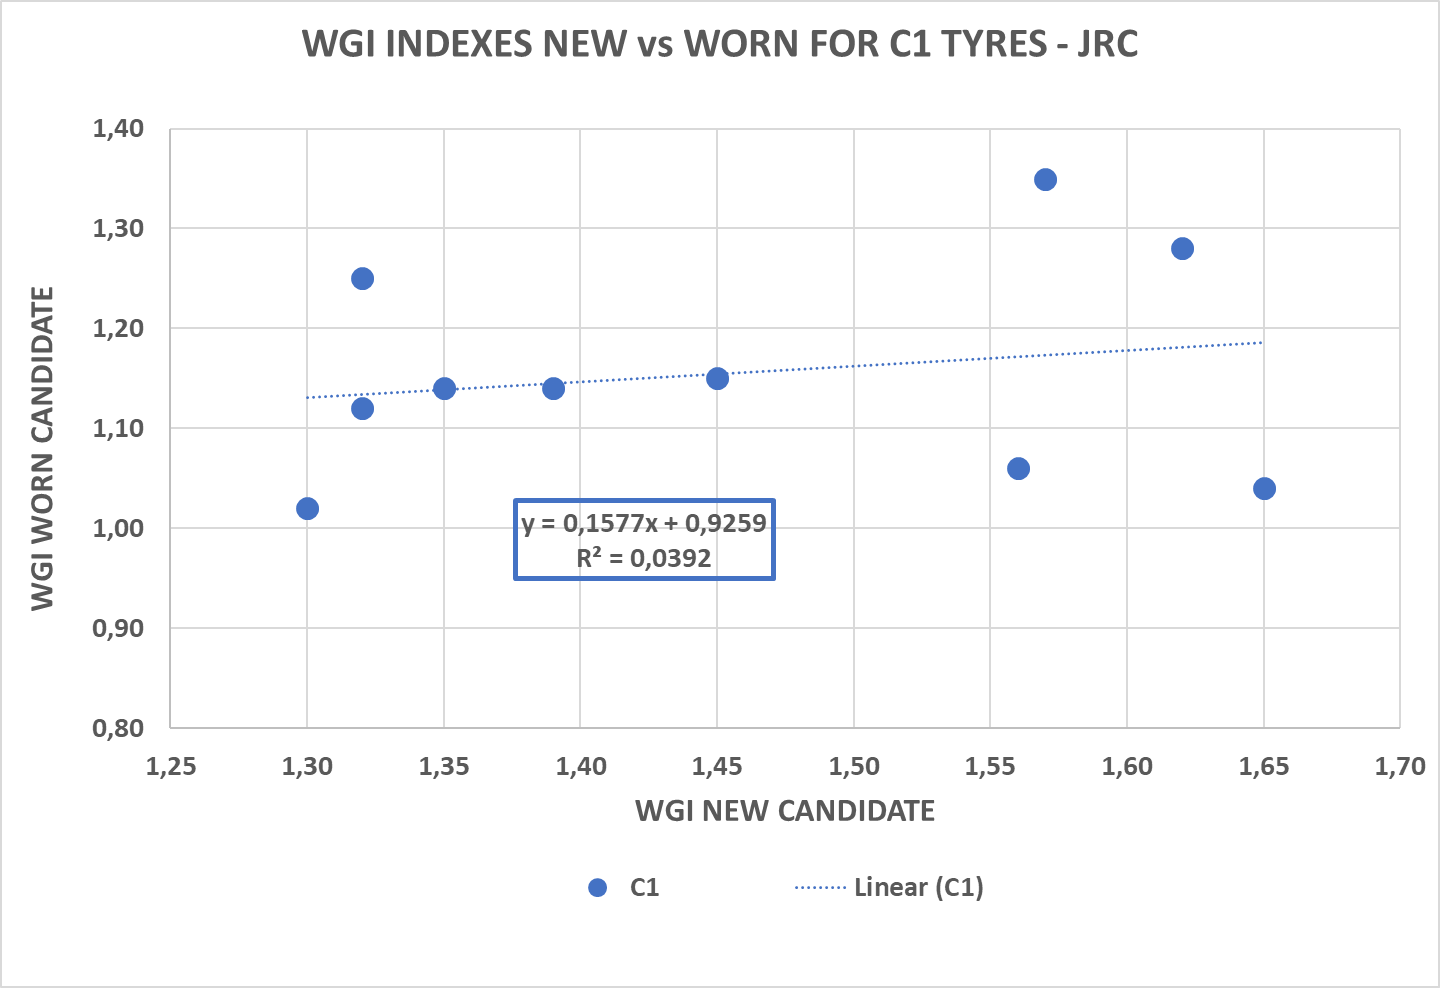 WGI INDEXES NEW vs WORN FOR C1 TYRES - JRC
1,40
1,30
1,20
1,10
1,00
0,90
0,80
WGI WORN CANDIDATE
y = 0,1577x + 0,9259
R² = 0,0392
1,25 1,30 1,35 1,40 1,45 1,50 1,55 1,60 1,65 1,70
WGI NEW CANDIDATE
C1 Linear (C1)